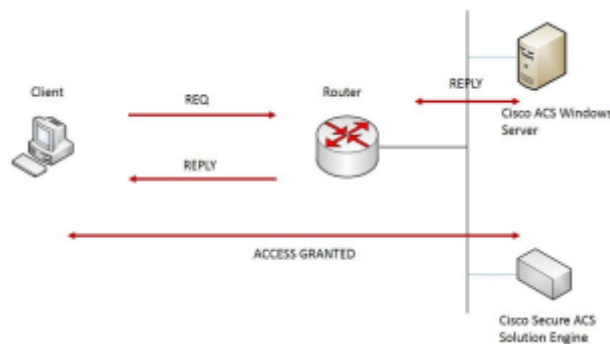 Client
REQ
Router
REPLY
Cisco ACS Windows
Server
REPLY
ACCESS GRANTED
Cisco Secure ACS
Solution Engine